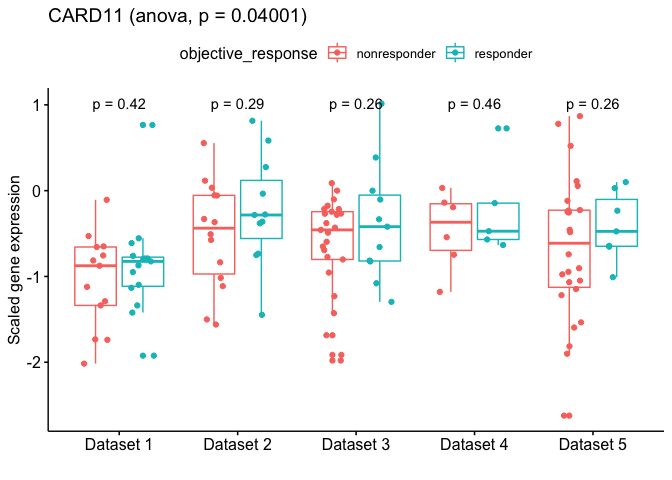 CARD11 (anova, p = 0.04001)
objective_response nonresponder responder
Scaled gene expression
1
0
-1
-2
p = 0.42 p = 0.29 p = 0.26 p = 0.46 p = 0.26
Dataset 1 Dataset 2 Dataset 3 Dataset 4 Dataset 5